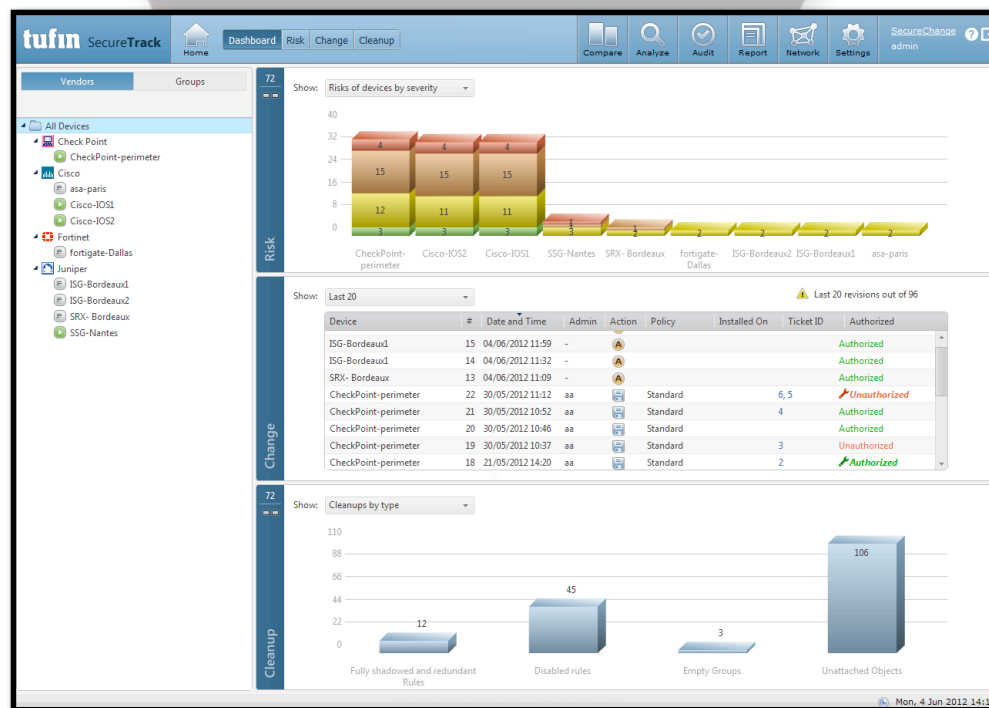 tufin SecureTrack
Home
Dashboard Risk Change Cleanup
Compare Analyze Audit Report Network Settings
SecureChange
admin
Vendors Groups
All Devices
Check Point
CheckPoint-perimeter
Cisco
asa-paris
Cisco-IOS1
Cisco-IOS2
Fortinet
fortigate-Dallas
Juniper
ISG-Bordeaux1
ISG-Bordeaux2
SRX- Bordeaux
SSG-Nantes
72
Risk
Show: Risks of devices by severity
40
32
24
16
8
0
4 4 4
15 15 15
12 11 11
3 3 3
1
3
1
2
2 2 2 2
CheckPoint-perimeter Cisco-IOS2 Cisco-IOS1 SSG-Nantes SRX- Bordeaux fortigate-Dallas ISG-Bordeaux2 ISG-Bordeaux1 asa-paris
Change
Show: Last 20
Last 20 revisions out of 96
Device # Date and Time Admin Action Policy Installed On Ticket ID Authorized
ISG-Bordeaux1 15 04/06/2012 11:59 - A Authorized
ISG-Bordeaux1 14 04/06/2012 11:32 - A Authorized
SRX- Bordeaux 13 04/06/2012 11:09 - A Authorized
CheckPoint-perimeter 22 30/05/2012 11:12 aa Standard 6, 5 Unauthorized
CheckPoint-perimeter 21 30/05/2012 10:52 aa Standard 4 Authorized
CheckPoint-perimeter 20 30/05/2012 10:46 aa Standard Authorized
CheckPoint-perimeter 19 30/05/2012 10:37 aa Standard 3 Unauthorized
CheckPoint-perimeter 18 21/05/2012 14:20 aa Standard 2 Authorized
72
Cleanup
Show: Cleanups by type
110
88
66
44
22
0
12
45
3
106
Fully shadowed and redundant Rules
Disabled rules
Empty Groups
Unattached Objects
Mon, 4 Jun 2012 14:1